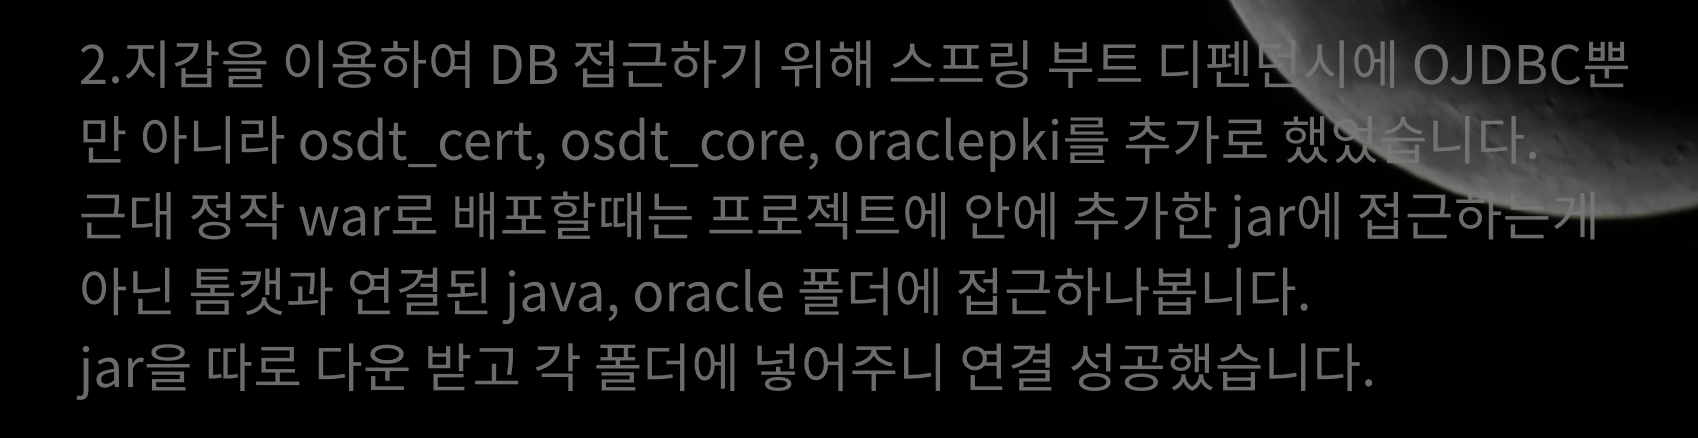 2.지갑을 이용하여 DB 접근하기 위해 스프링 부트 디펜던시에 OJDBC뿐
만 아니라 osdt_cert, osdt_core, oraclepki를 추가로 했었습니다.
근대 정작 war로 배포할때는 프로젝트에 안에 추가한 jar에 접근하는게
아닌 톰캣과 연결된 java, oracle 폴더에 접근하나봅니다.
jar을 따로 다운 받고 각 폴더에 넣어주니 연결 성공했습니다.